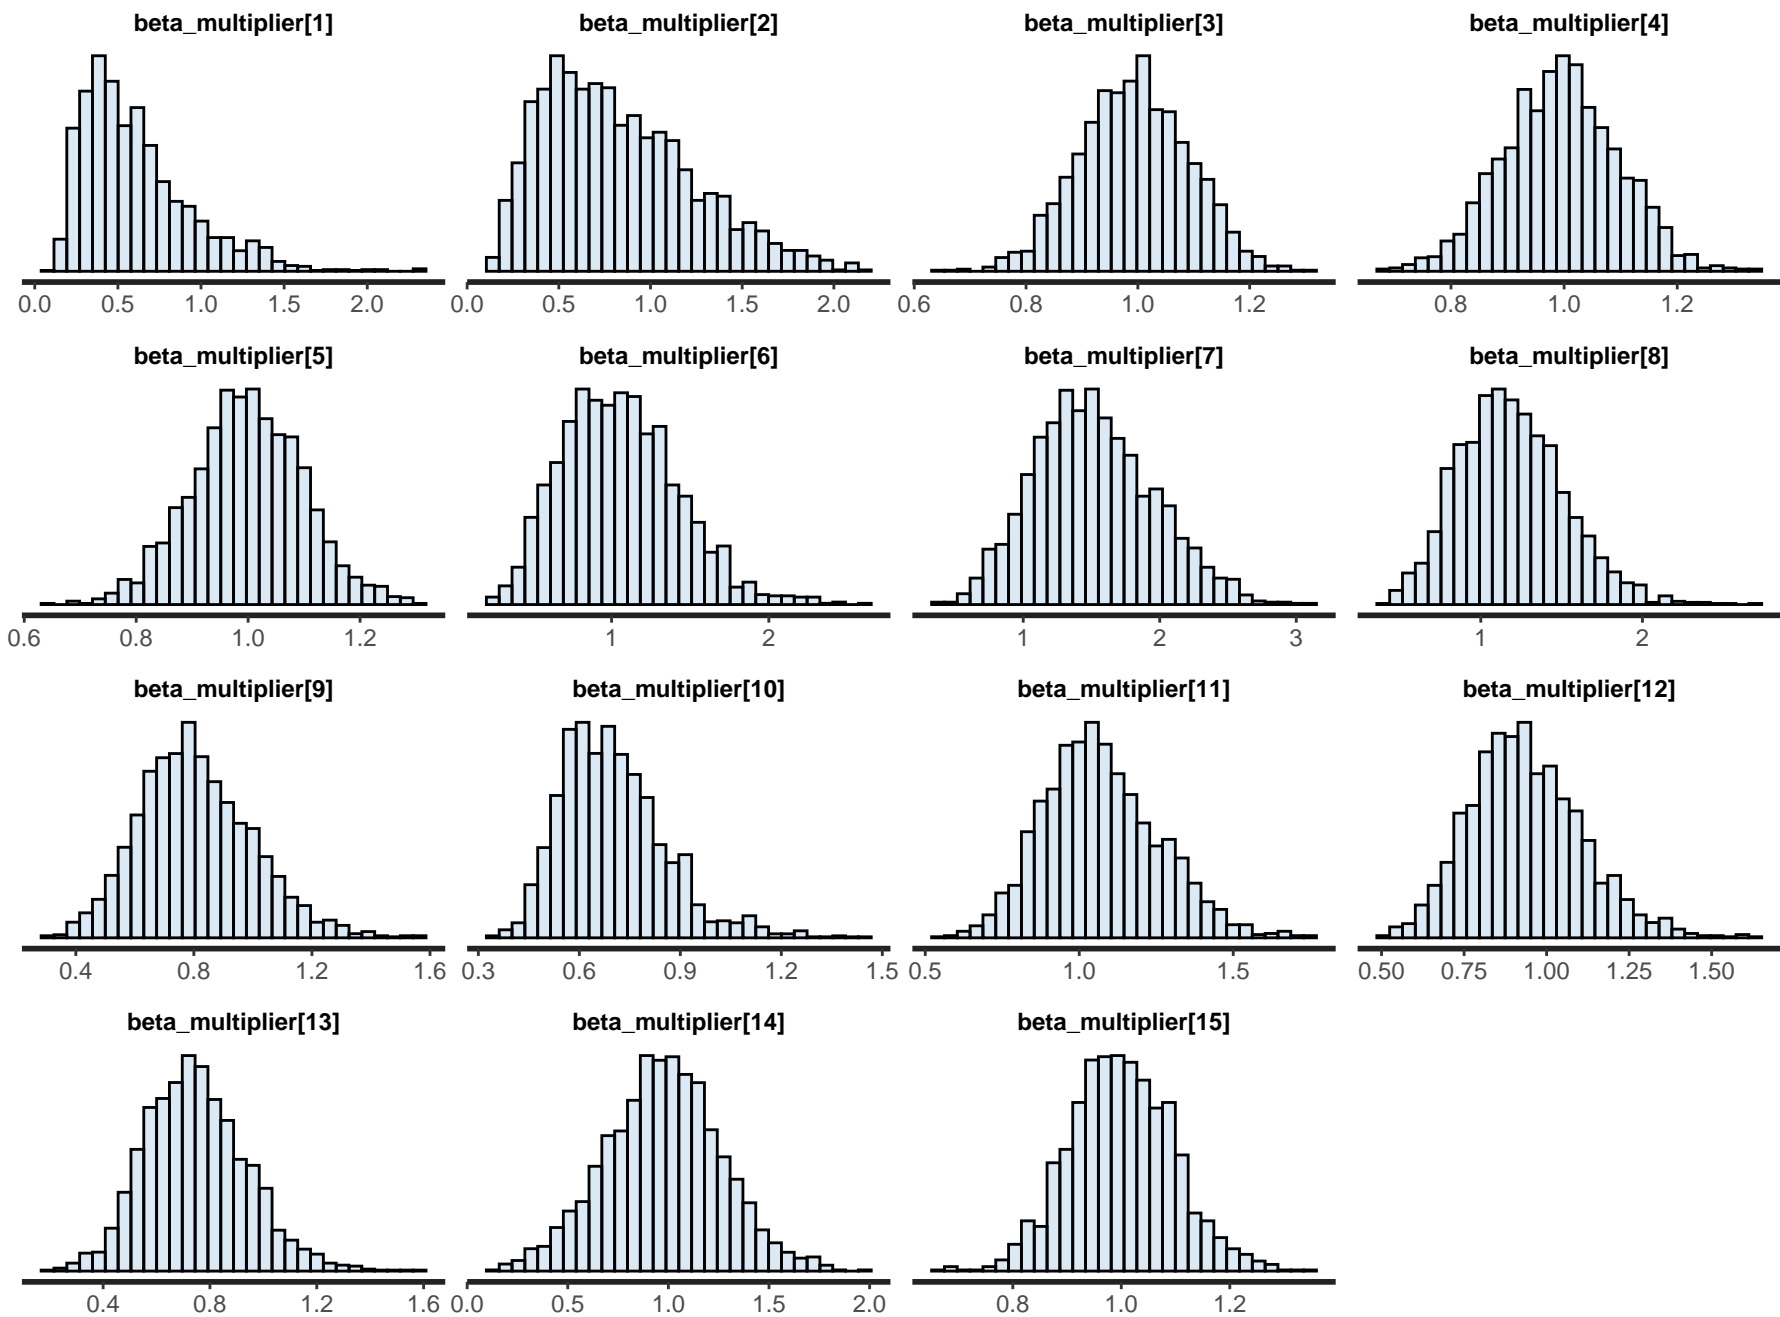 beta_multiplier[1] beta_multiplier[2] beta_multiplier[3] beta_multiplier[4]
0.0 0.5 1.0 1.5 2.0 0.0 0.5 1.0 1.5 2.0 0.6 0.8 1.0 1.2 0.8 1.0 1.2
beta_multiplier[5] beta_multiplier[6] beta_multiplier[7] beta_multiplier[8]
0.6 0.8 1.0 1.2 1 2 1 2 3 1 2
beta_multiplier[9] beta_multiplier[10] beta_multiplier[11] beta_multiplier[12]
0.4 0.8 1.2 1.6 0.3 0.6 0.9 1.2 1.5 0.5 1.0 1.5 0.50 0.75 1.00 1.25 1.50
beta_multiplier[13] beta_multiplier[14] beta_multiplier[15]
0.4 0.8 1.2 1.6 0.0 0.5 1.0 1.5 2.0 0.8 1.0 1.2